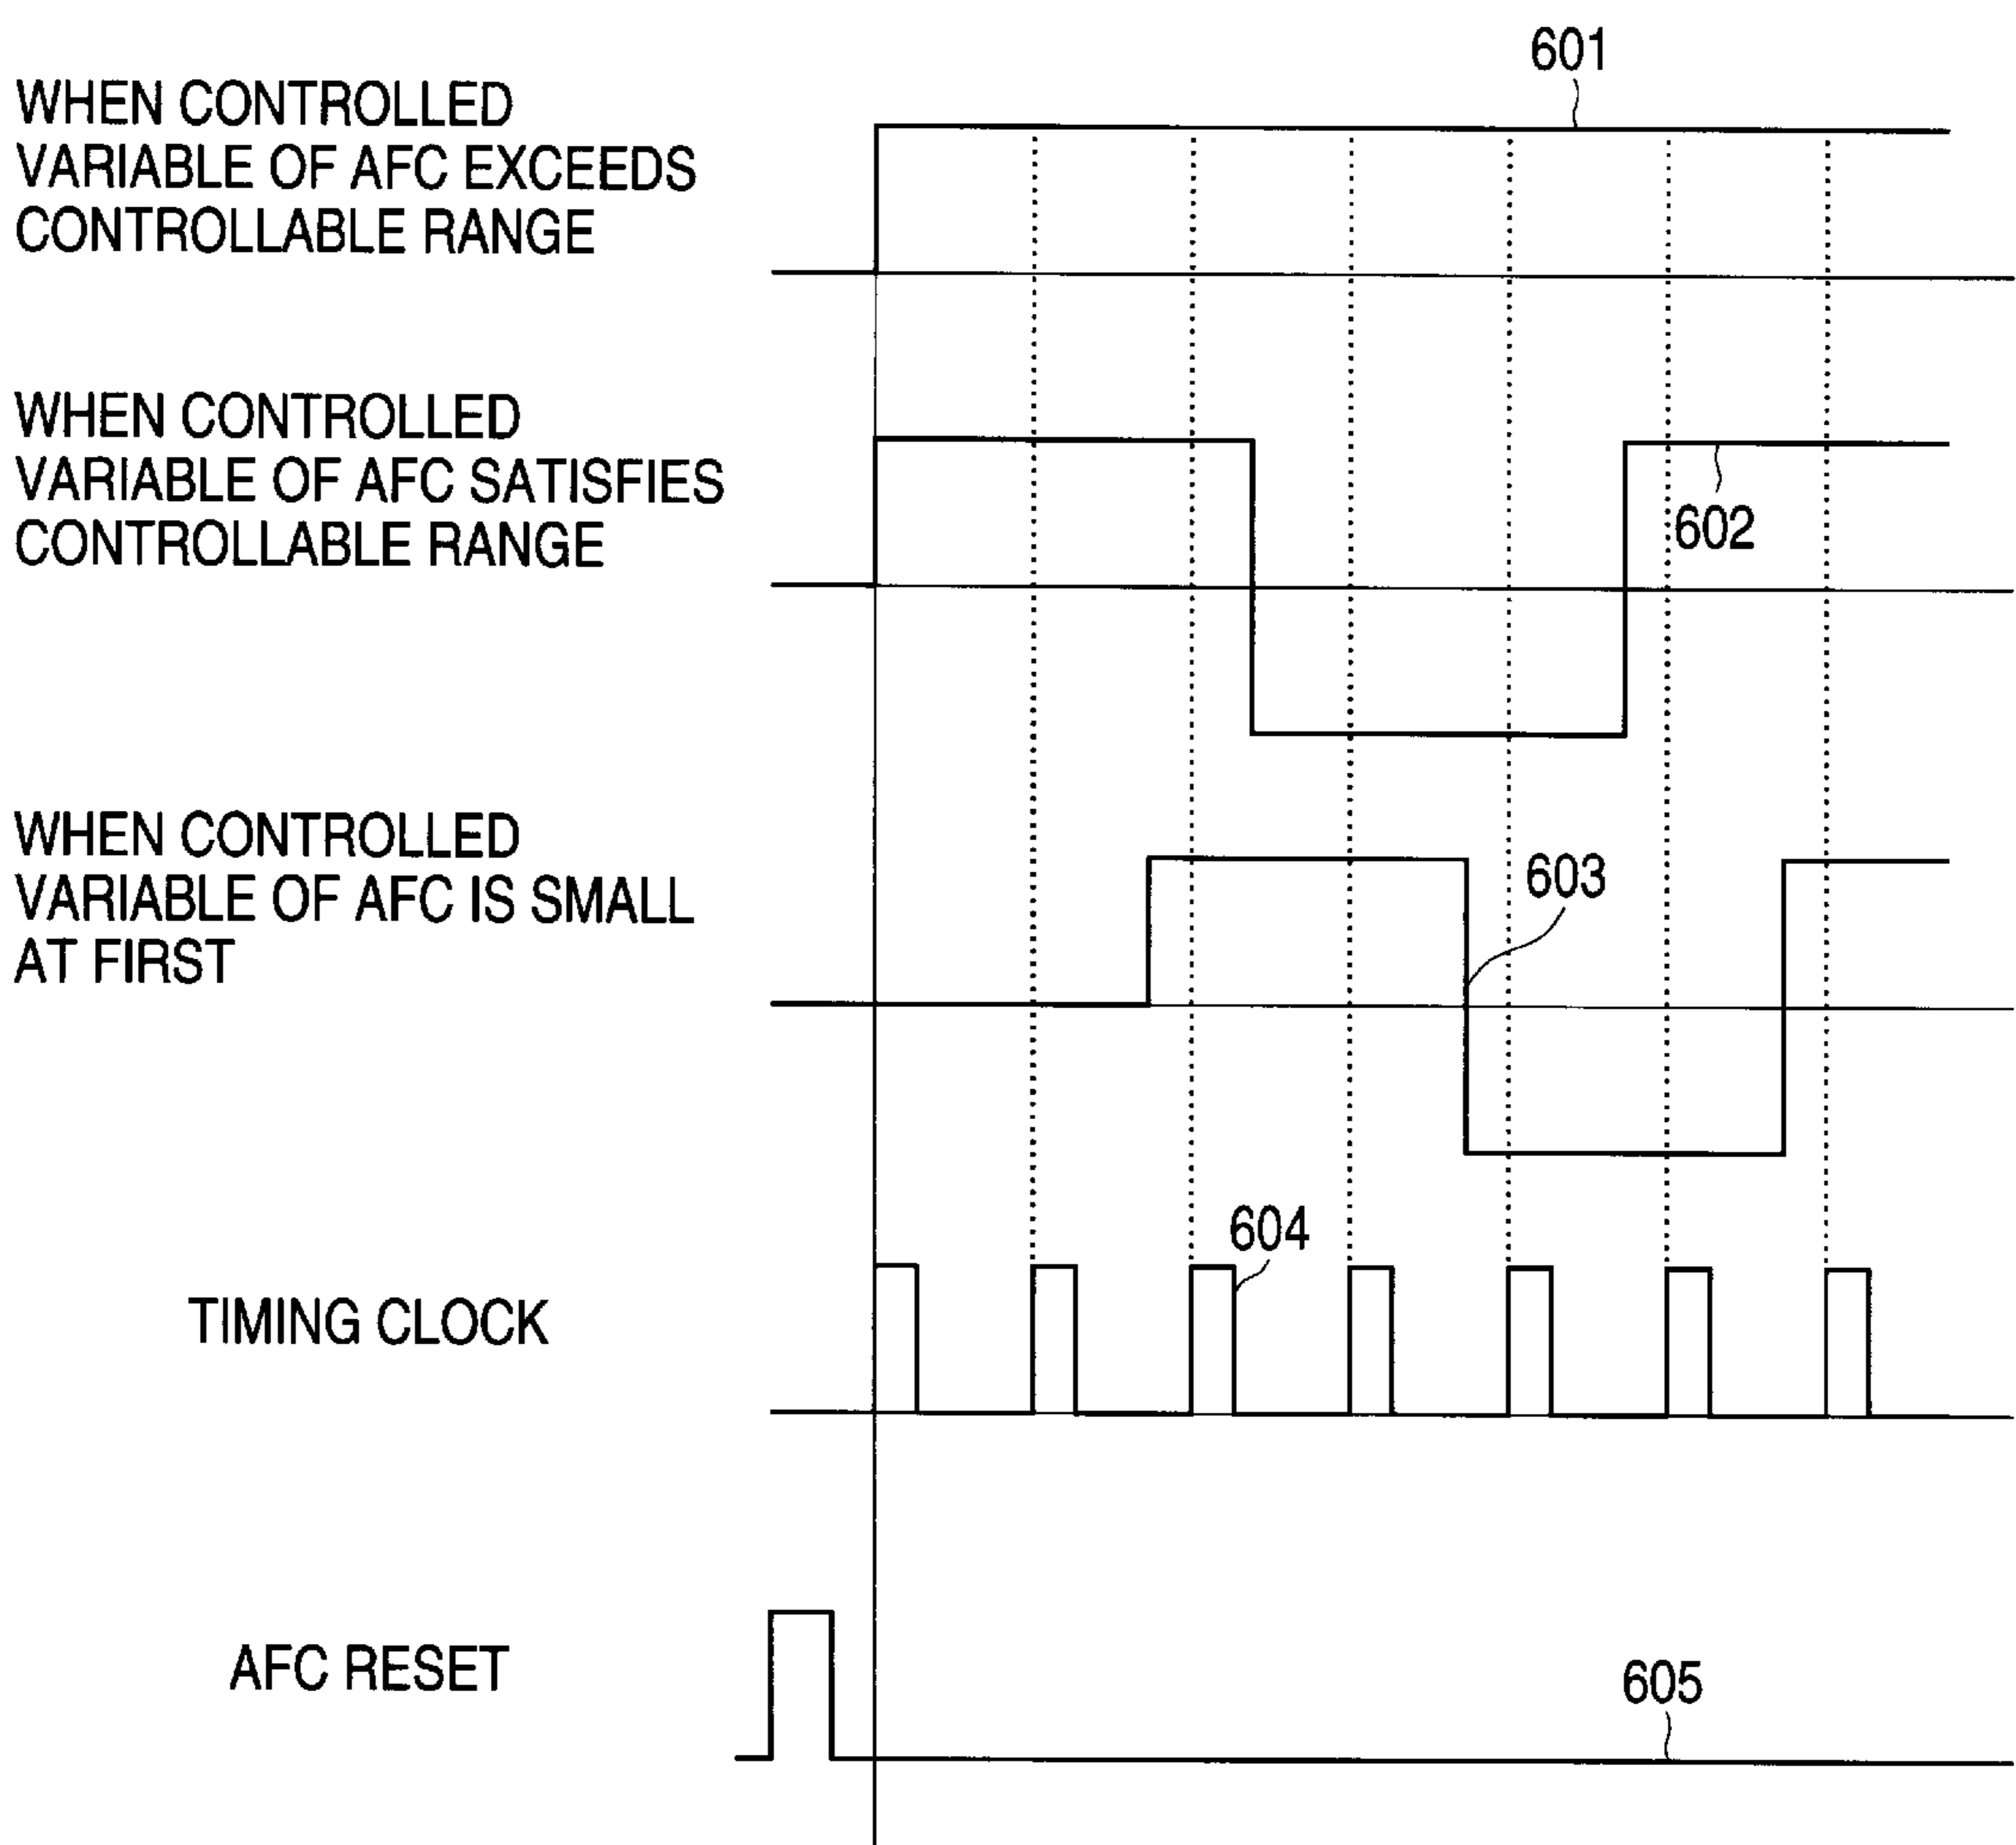 601
WHEN CONTROLLED
VARIABLE OF AFC EXCEEDS
CONTROLLABLE RANGE
WHEN CONTROLLED
VARIABLE OF AFC SATISFIES
CONTROLLABLE RANGE
602
WHEN CONTROLLED
VARIABLE OF AFC IS SMALL
AT FIRST
603
604
TIMING CLOCK
AFC RESET
605